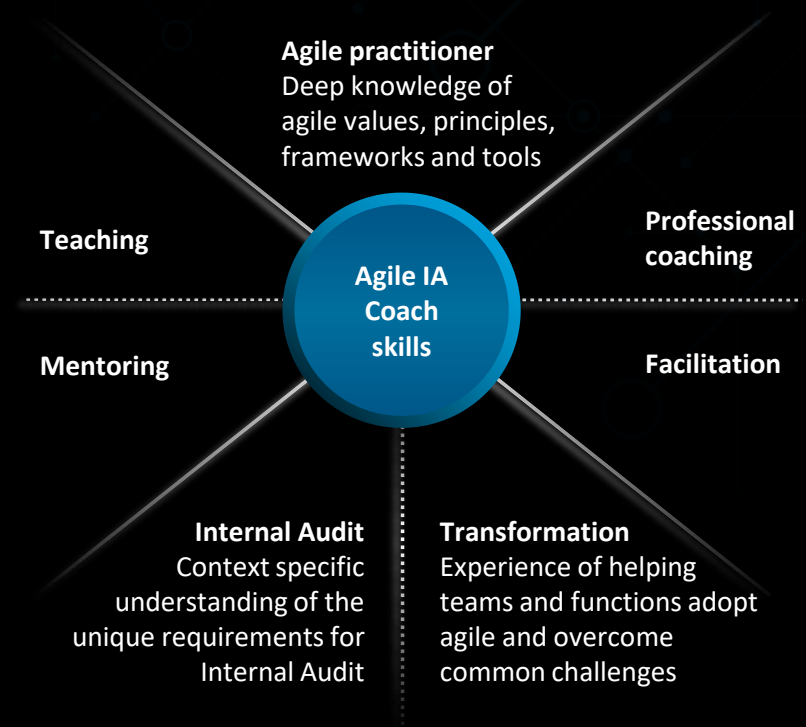 Agile practitioner
Deep knowledge of
agile values, principles,
frameworks and tools
Teaching
Professional
coaching
Agile IA
Coach
skills
Mentoring
Facilitation
Internal Audit
Context specific
understanding of the
unique requirements for
Internal Audit
Transformation
Experience of helping
teams and functions adopt
agile and overcome
common challenges